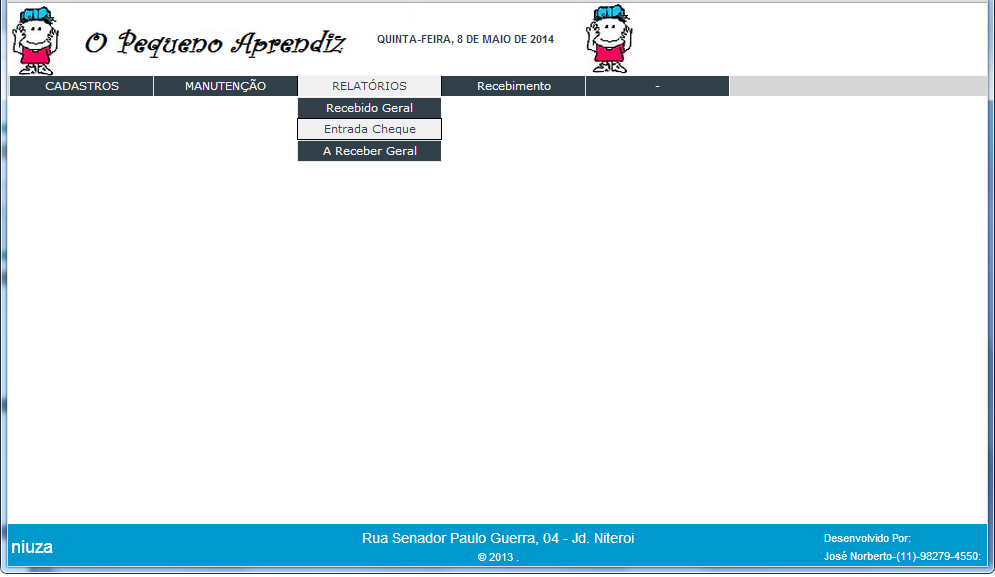 O Pequeno Aprendiz
QUINTA-FEIRA, 8 DE MAIO DE 2014
CADASTROS MANUTENÇÃO RELATÓRIOS Recebimento -
Recebido Geral
Entrada Cheque
A Receber Geral
niuza
Rua Senador Paulo Guerra, 04 - Jd. Niteroi
© 2013 .
Desenvolvido Por:
José Norberto-(11)-98279-4550: